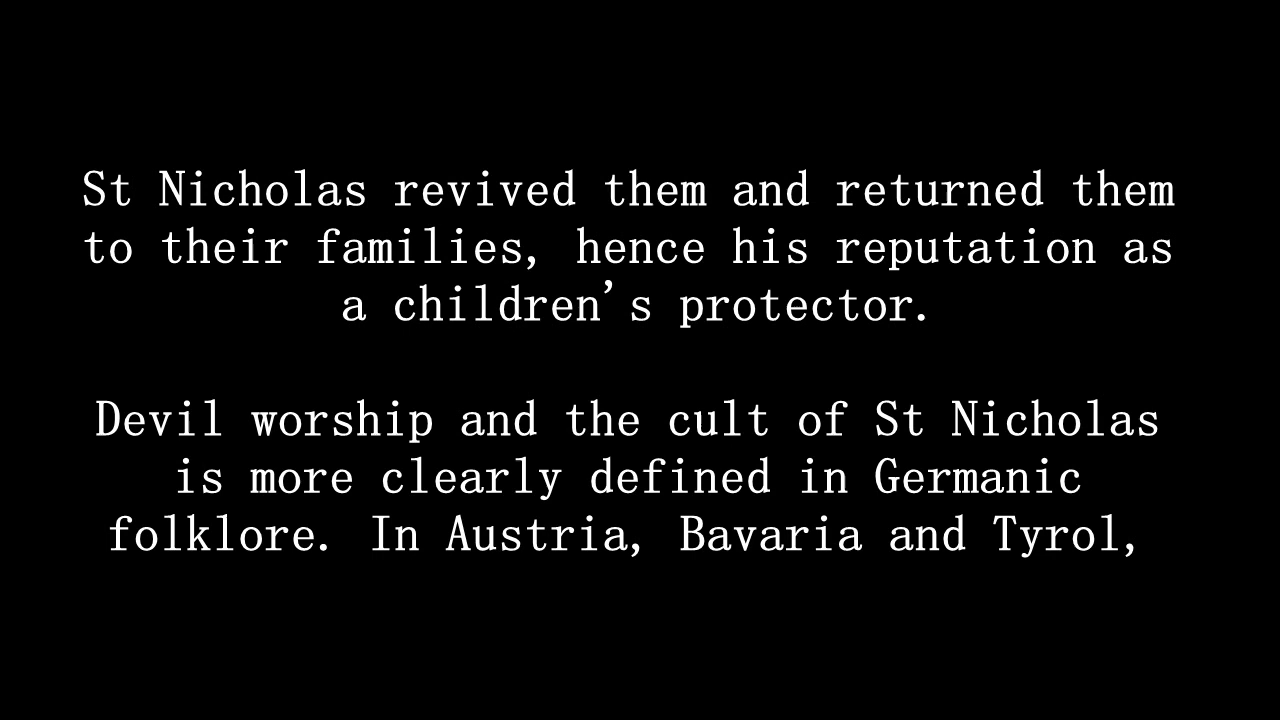 St Nicholas revived them and returned them
to their families, hence his reputation as
a children's protector.
Devil worship and the cult of St Nicholas
is more clearly defined in Germanic
folklore. In Austria, Bavaria and Tyrol,